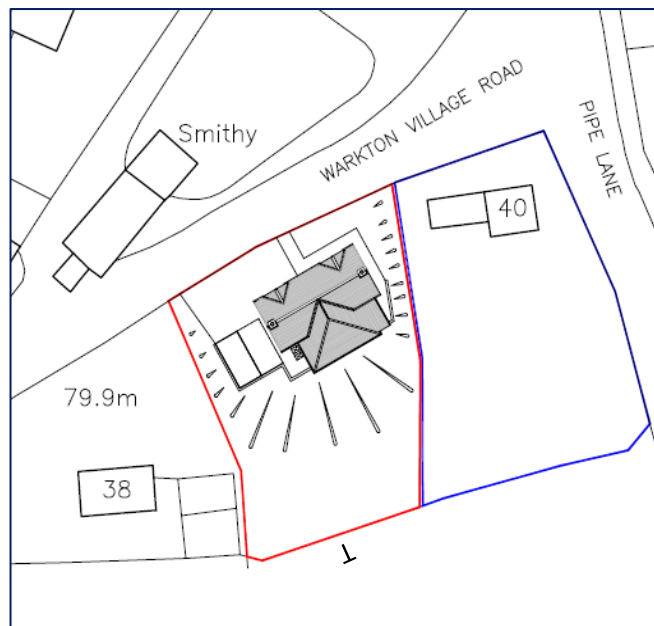 Smithy
WARKTON VILLAGE ROAD
PIPE LANE
40
79.9m
38